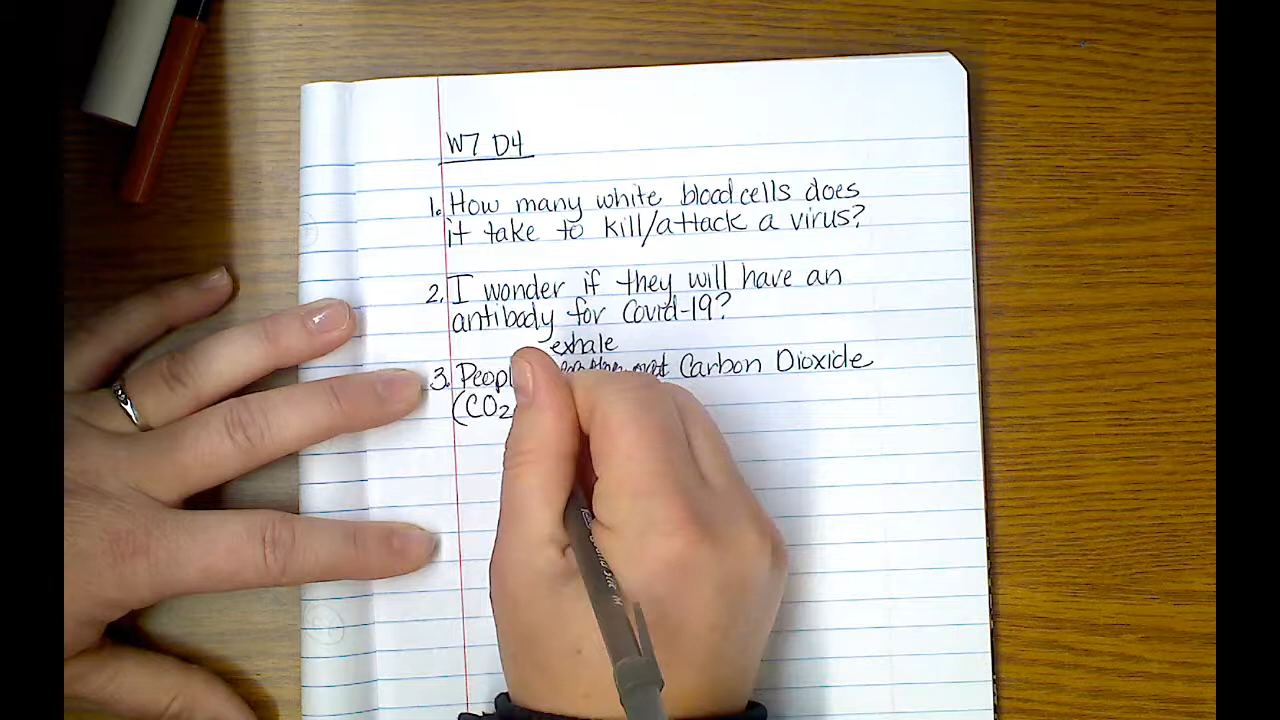 W7 D4
1. How many white blood cells does
it take to kill/attack a virus?
2. I wonder if they will have an
antibody for Covid-19?
exhale
3. Carbon Dioxide
(CO2